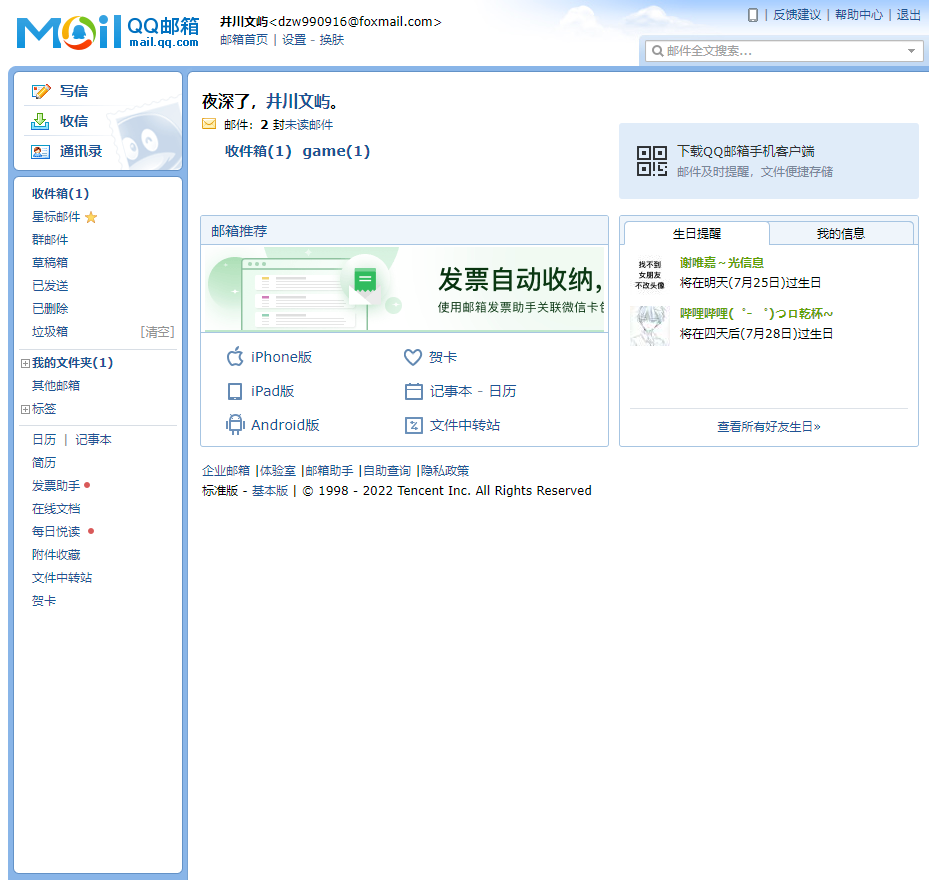 Mail QQ邮箱 mail.qq.com
井川文屿<dzw990916@foxmail.com>
邮箱首页 | 设置 - 换肤
| 反馈建议 | 帮助中心 | 退出
邮件全文搜索...
写信
收信
通讯录
收件箱(1)
星标邮件
群邮件
草稿箱
已发送
已删除
垃圾箱 [清空]
我的文件夹(1)
其他邮箱
标签
日历 | 记事本
简历
发票助手
在线文档
每日悦读
附件收藏
文件中转站
贺卡
夜深了，井川文屿。
邮件：2 封未读邮件
收件箱(1) game(1)
下载QQ邮箱手机客户端
邮件及时提醒，文件便捷存储
邮箱推荐
发票自动收纳,
使用邮箱发票助手关联微信卡包
iPhone版
贺卡
iPad版
记事本 - 日历
Android版
文件中转站
生日提醒
我的信息
找不到
女朋友
不改头像
谢唯嘉～光信息
将在明天(7月25日)过生日
哔哩哔哩( ゜- ゜)つロ乾杯~
将在四天后(7月28日)过生日
查看所有好友生日»
企业邮箱 |体验室 |邮箱助手 |自助查询 |隐私政策
标准版 - 基本版 | © 1998 - 2022 Tencent Inc. All Rights Reserved